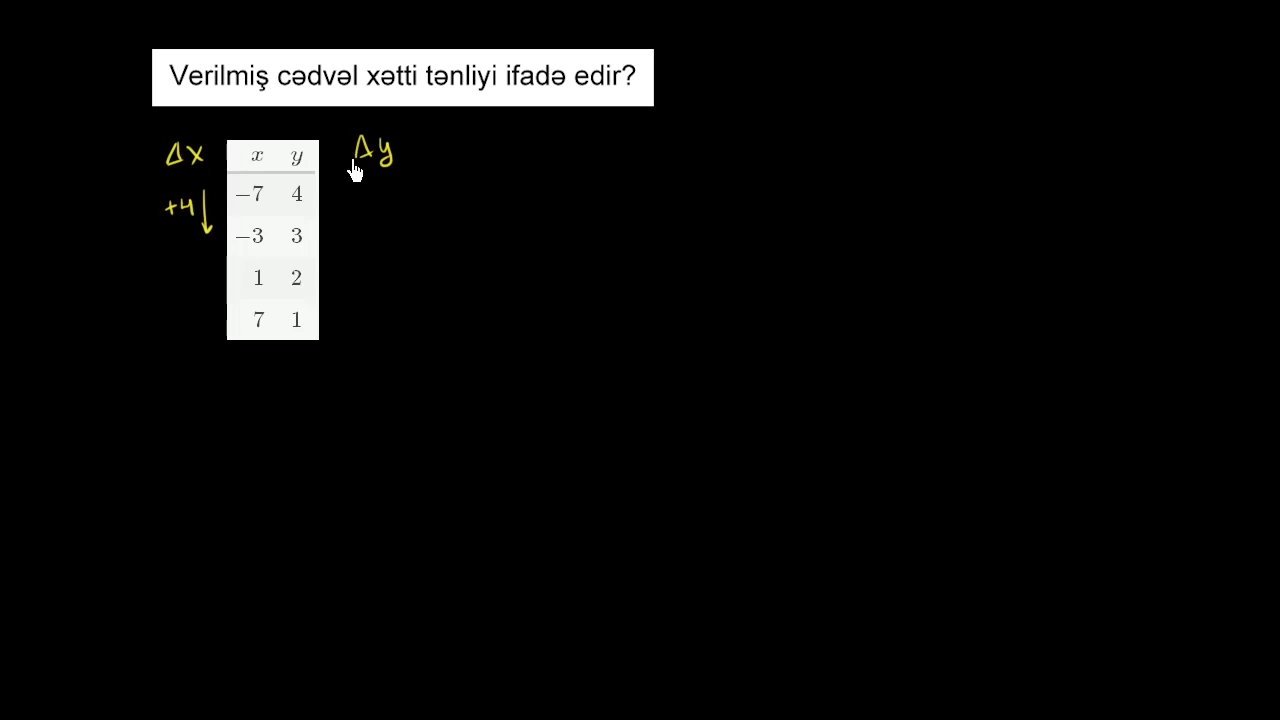 Verilmiş cədvəl xətti tənliyi ifadə edir?
Δx x y Δy
+4 −7 4
−3 3
1 2
7 1